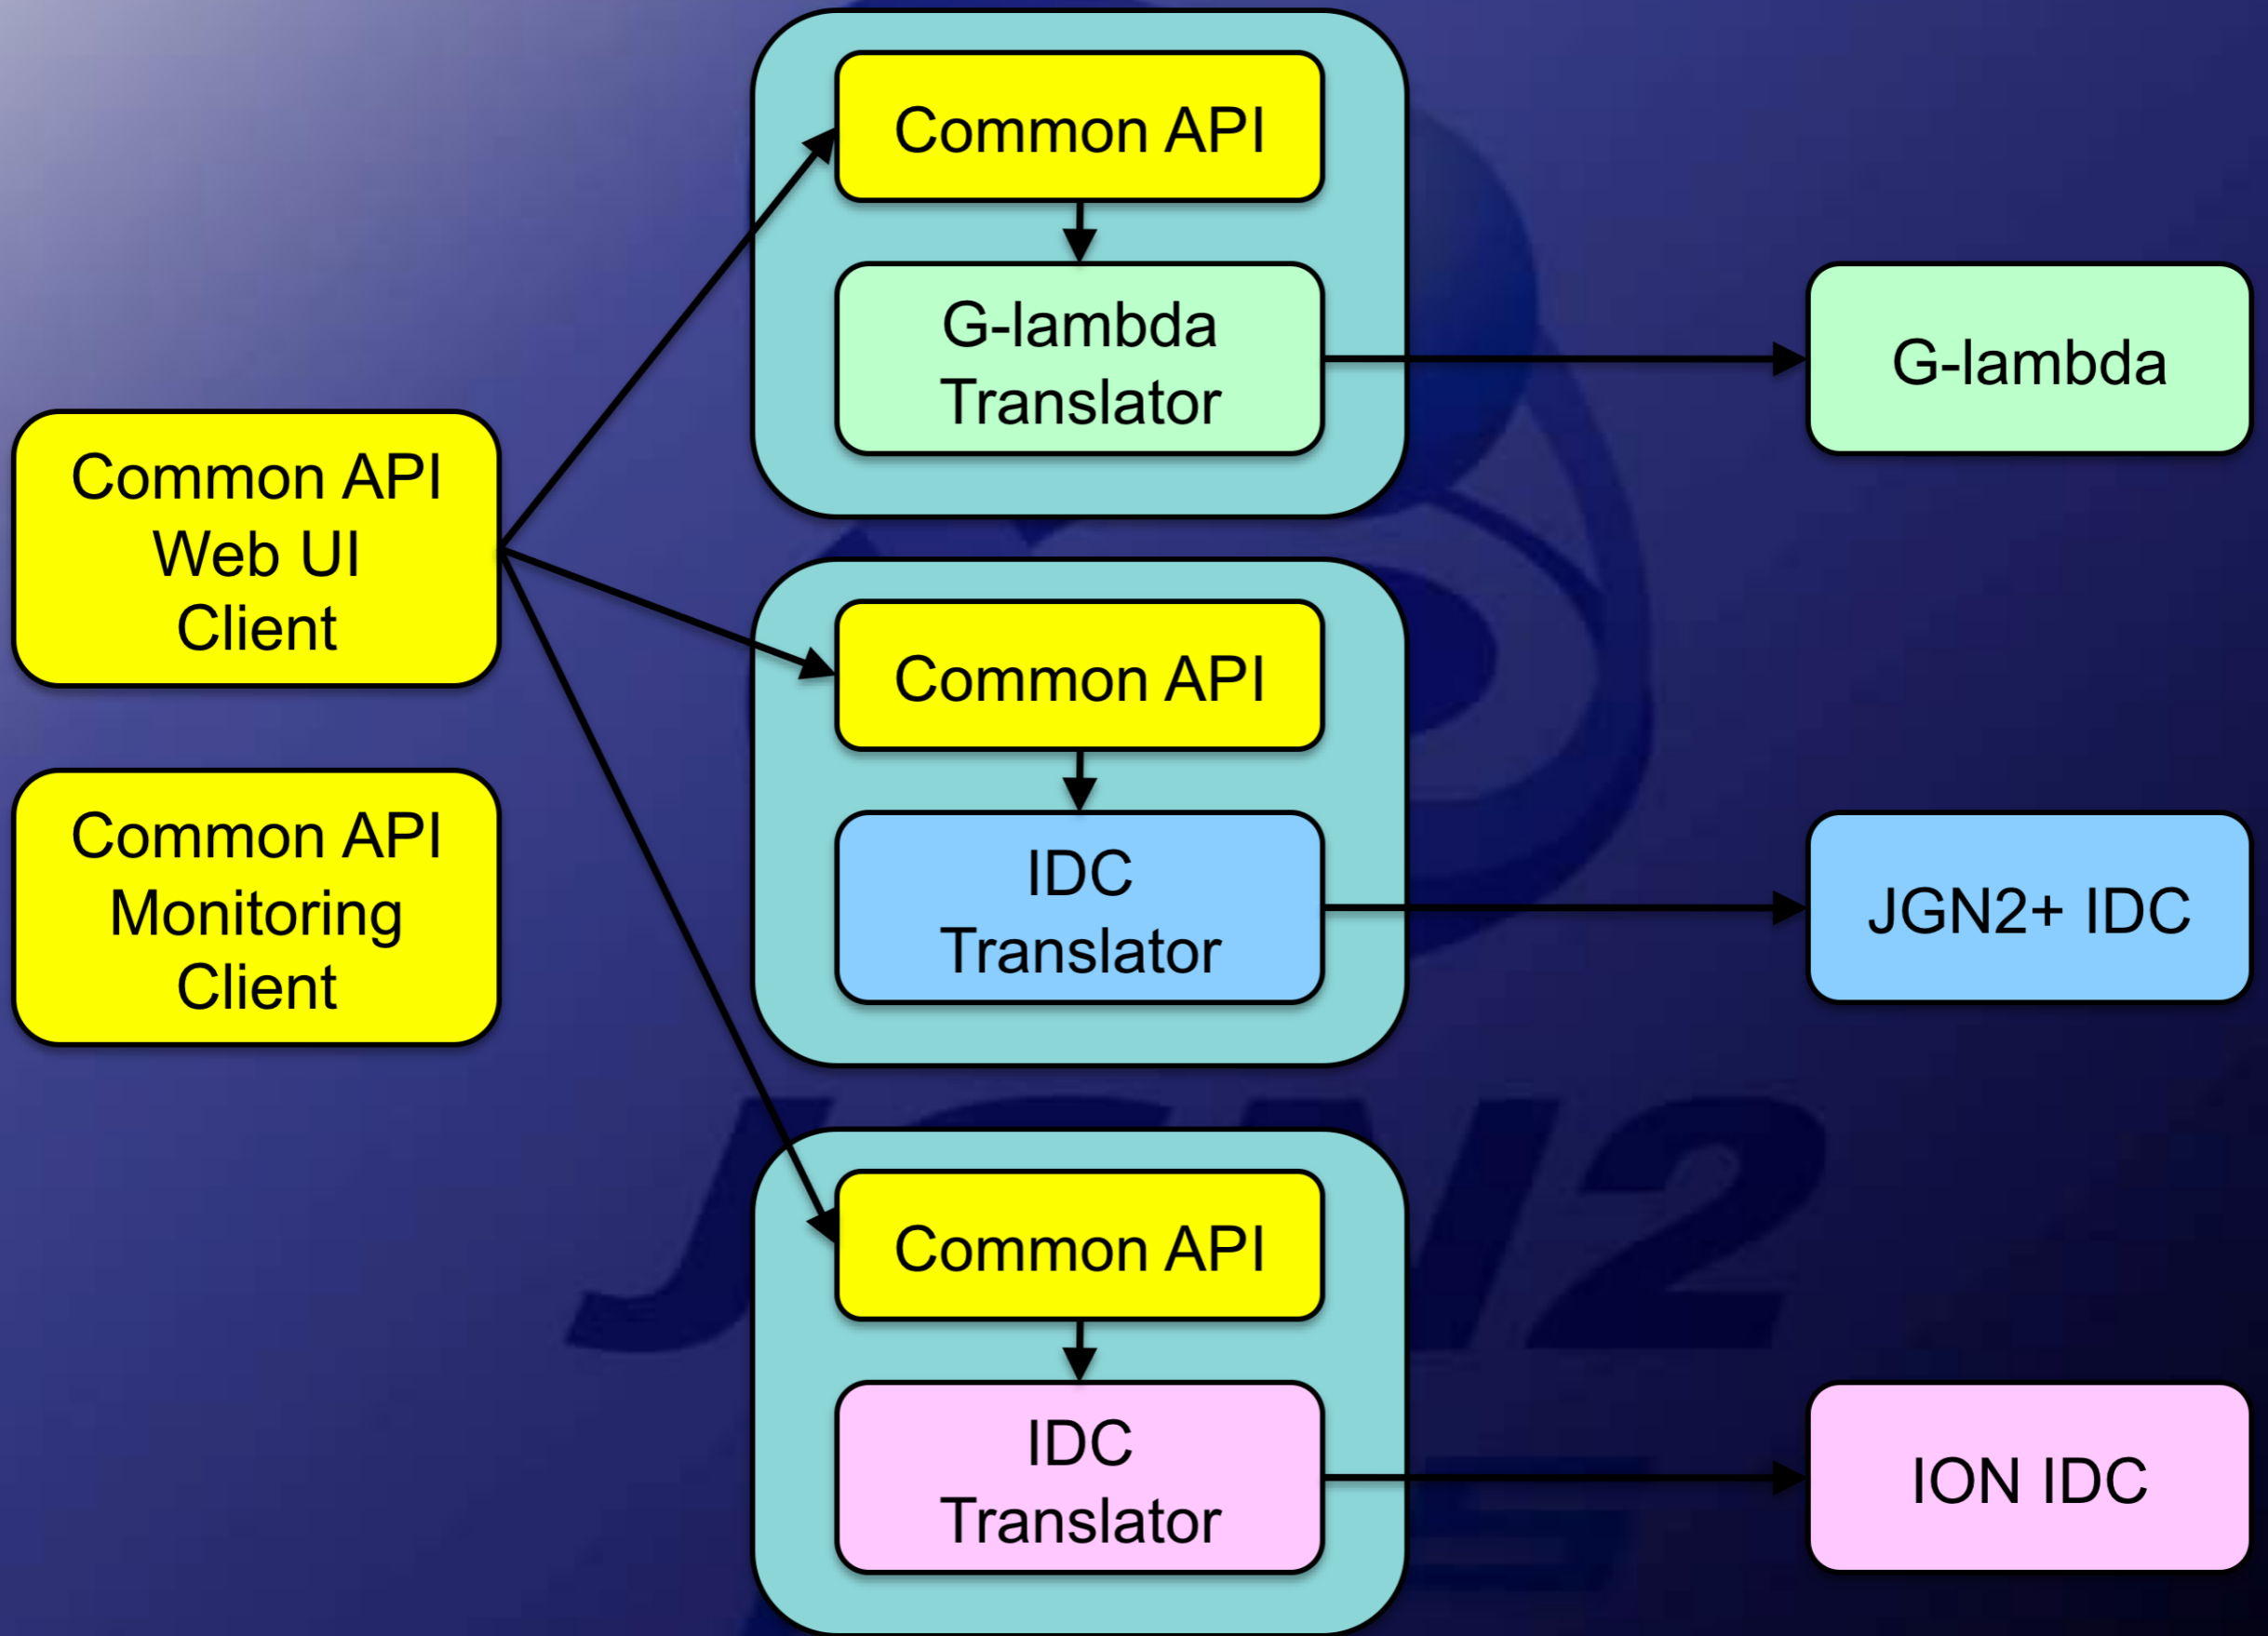 Common API
Web UI
Client
Common API
Monitoring
Client
Common API
G-lambda
Translator
Common API
IDC
Translator
Common API
IDC
Translator
G-lambda
JGN2+ IDC
ION IDC
JGN2